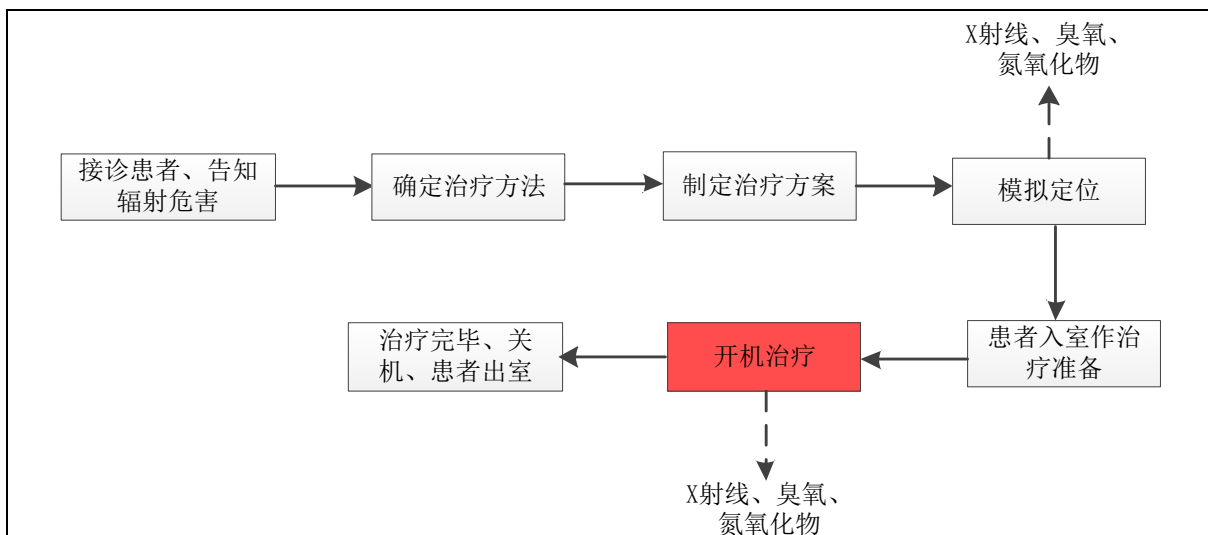 X射线、臭氧、
氮氧化物
接诊患者、告知
辐射危害
确定治疗方法
制定治疗方案
模拟定位
治疗完毕、关
机、患者出室
开机治疗
患者入室作治
疗准备
X射线、臭氧、
氮氧化物